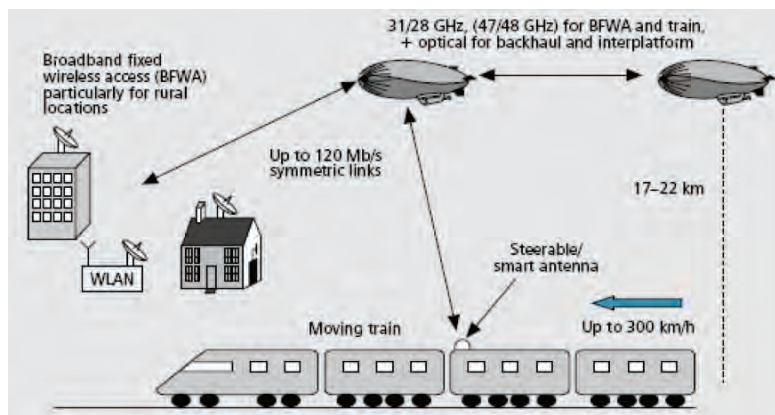 31/28 GHz, (47/48 GHz) for BFWA and train,
+ optical for backhaul and interplatform
Broadband fixed
wireless access (BFWA)
particularly for rural
locations
Up to 120 Mb/s
symmetric links
17–22 km
WLAN
Steerable/
smart antenna
Moving train
Up to 300 km/h